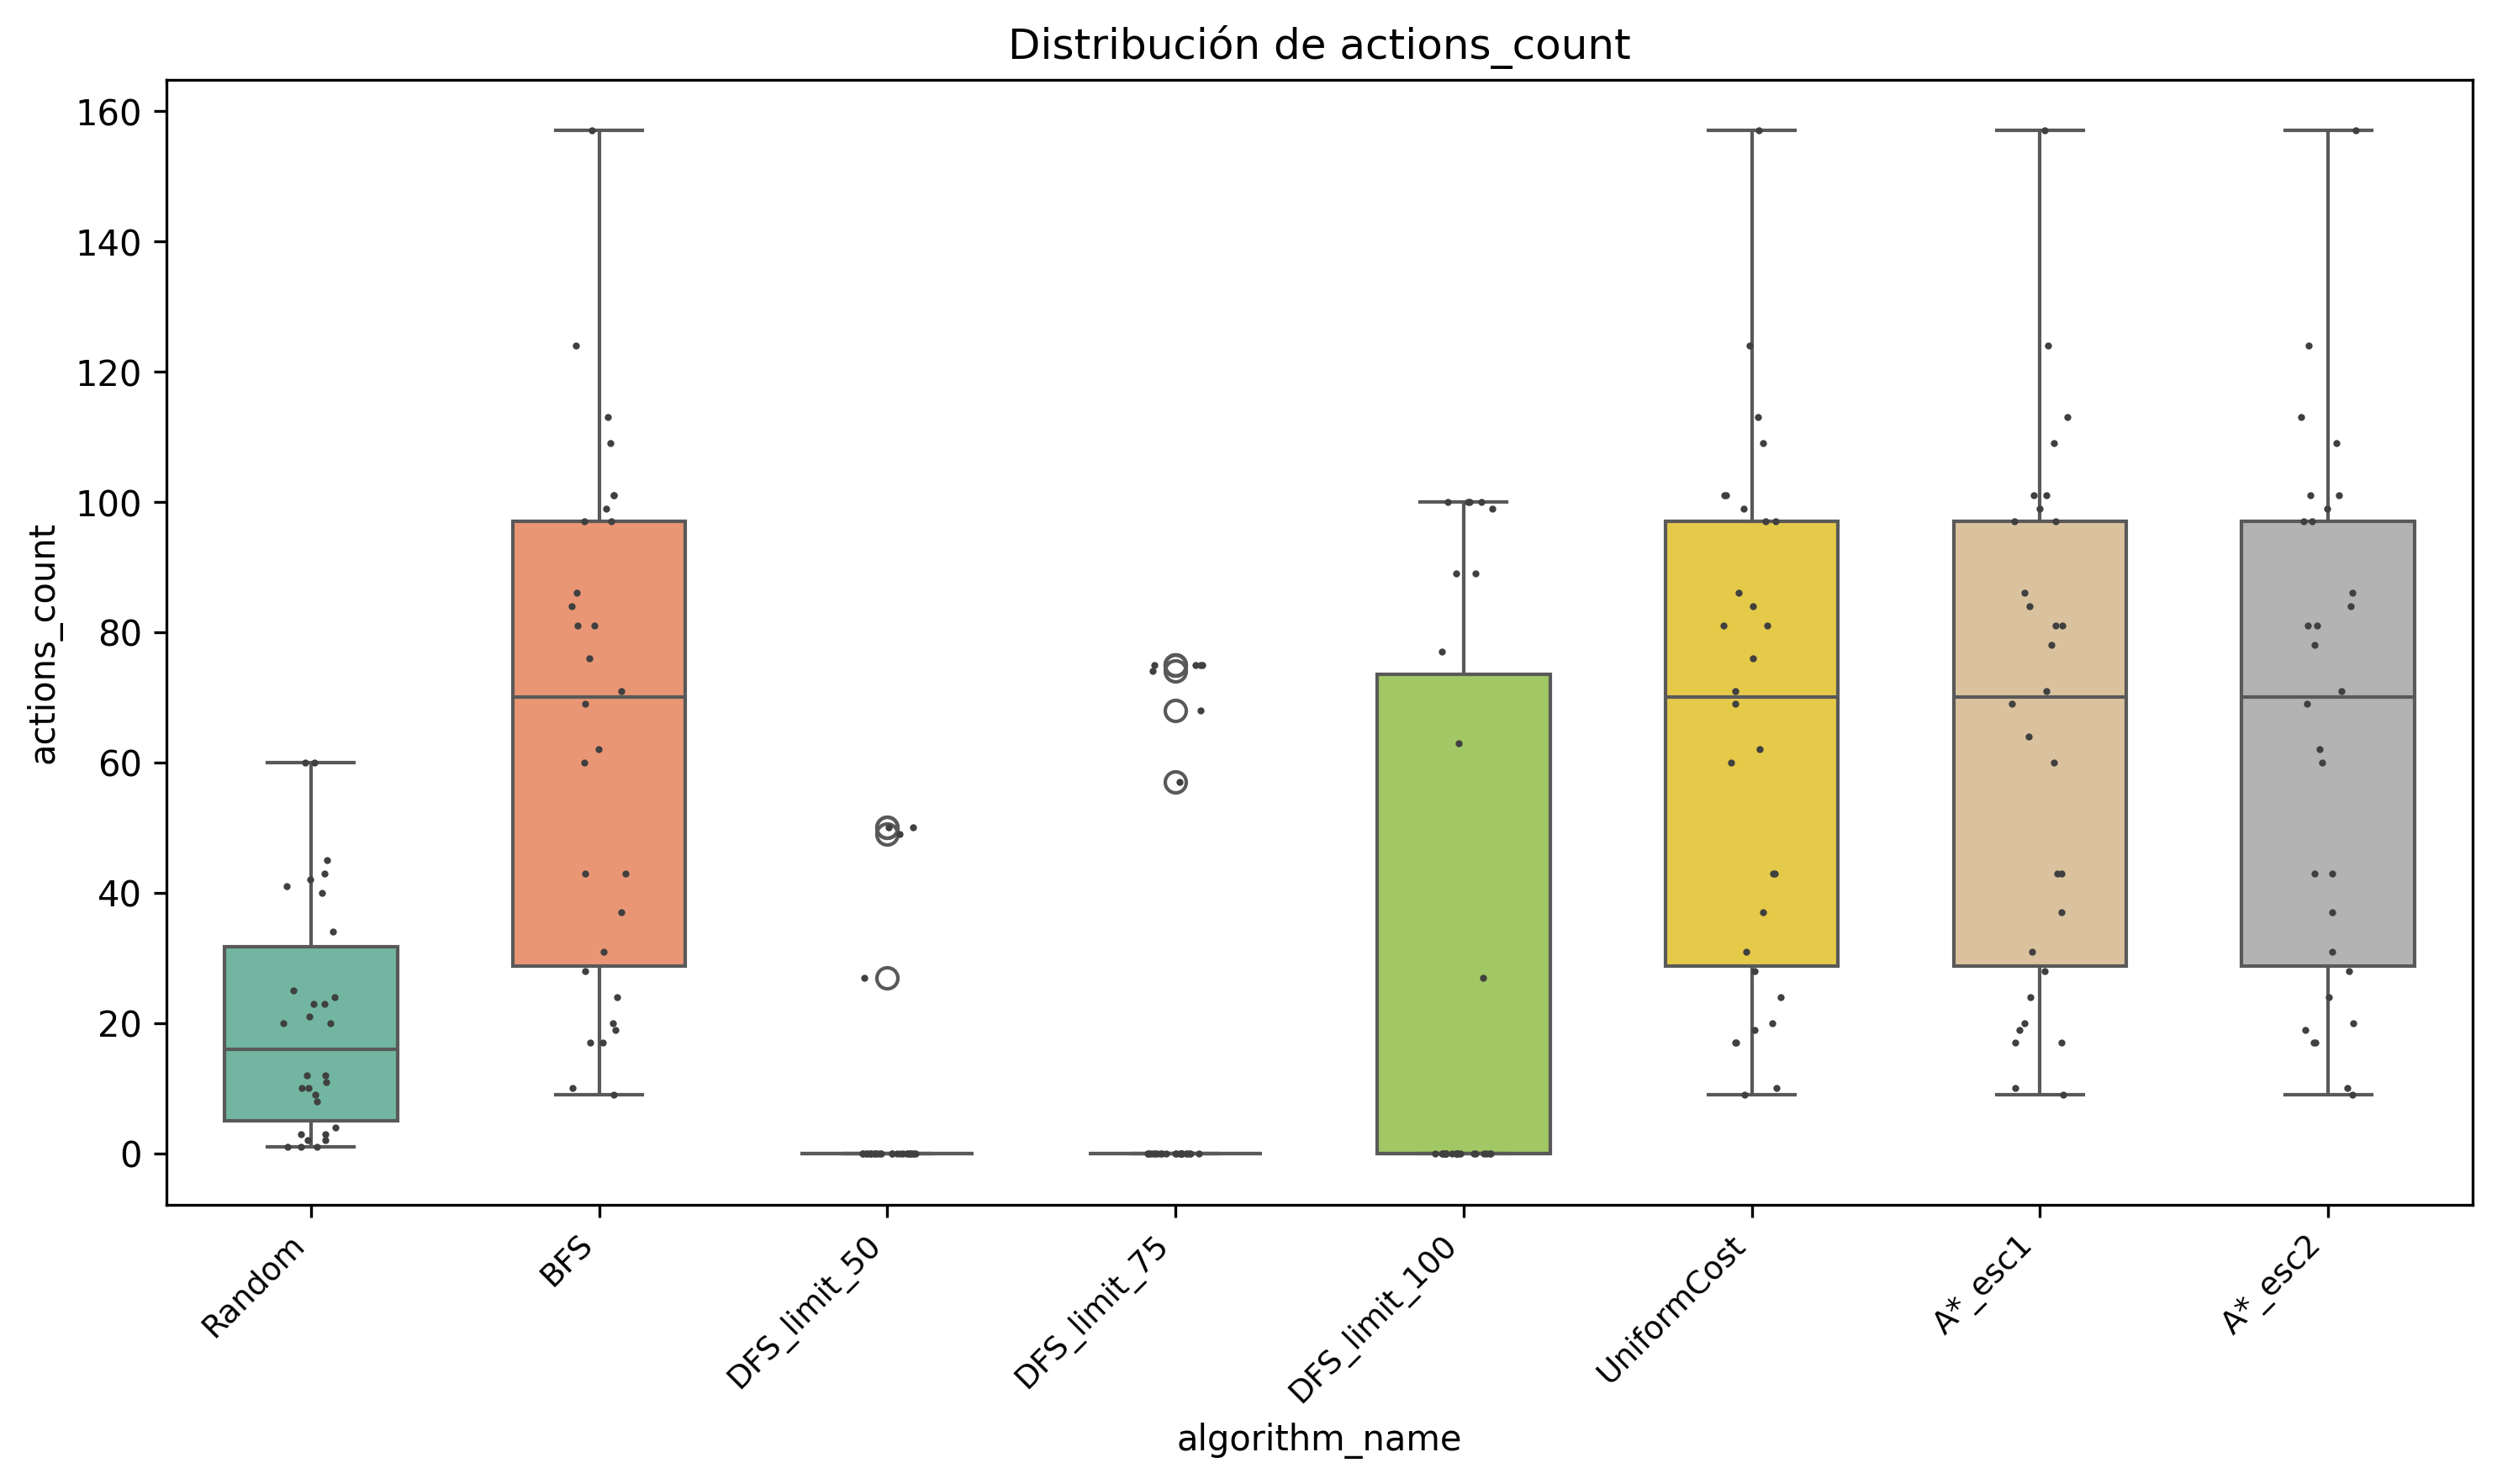 Distribución de actions_count
actions_count
160
140
120
100
80
60
40
20
0
Random
BFS
DFS_limit_50
DFS_limit_75
DFS_limit_100
UniformCost
A*_esc1
A*_esc2
algorithm_name